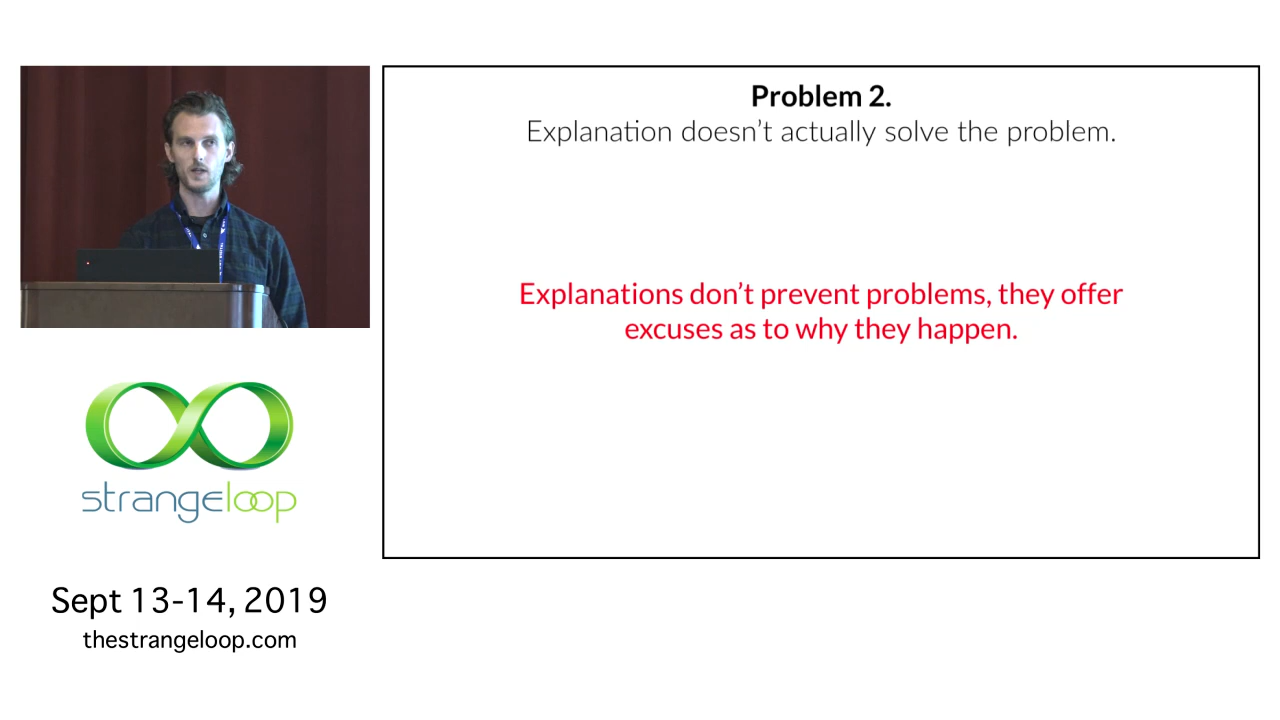 Problem 2.
Explanation doesn't actually solve the problem.
Explanations don't prevent problems, they offer
excuses as to why they happen.
strangeloop
Sept 13-14, 2019
thestrangeloop.com